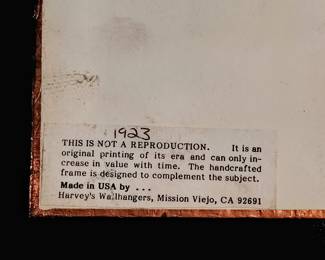 1923
THIS IS NOT A REPRODUCTION. It is an
original printing of its era and can only in-
crease in value with time. The handcrafted
frame is designed to complement the subject.
Made in USA by ...
Harvey's Wallhangers, Mission Viejo, CA 92691